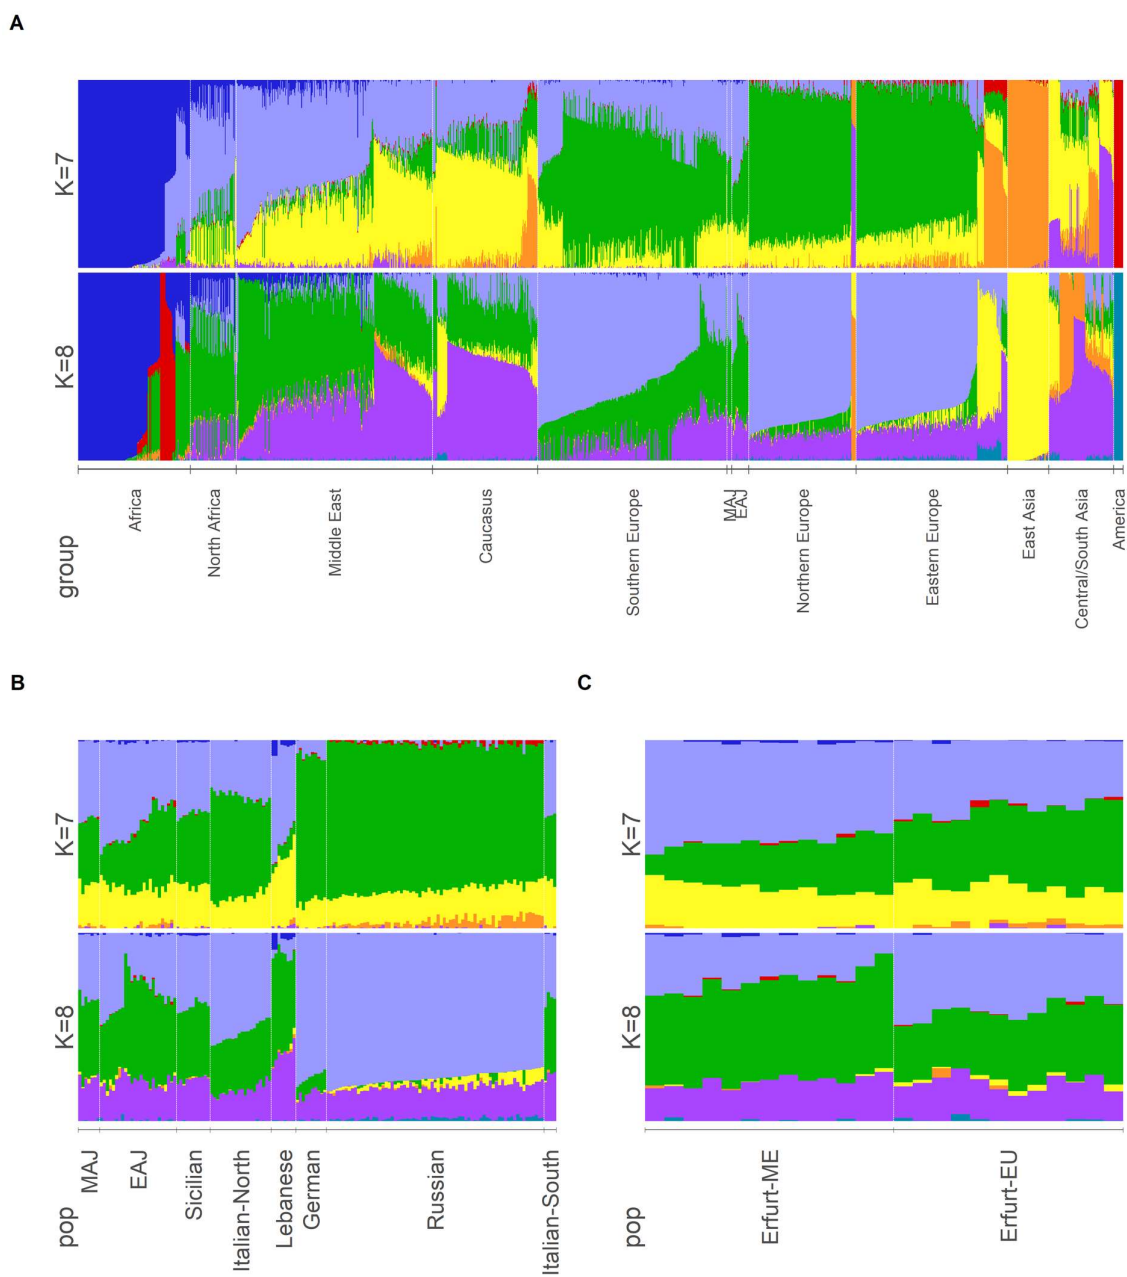 A
K=7
K=8
group
Africa
North Africa
Middle East
Caucasus
Southern Europe
MAJ
EAJ
Northern Europe
Eastern Europe
East Asia
Central/South Asia
America
B
K=7
K=8
pop
MAJ
EAJ
Sicilian
Italian-North
Lebanese
German
Russian
Italian-South
C
K=7
K=8
pop
Erfurt-ME
Erfurt-EU